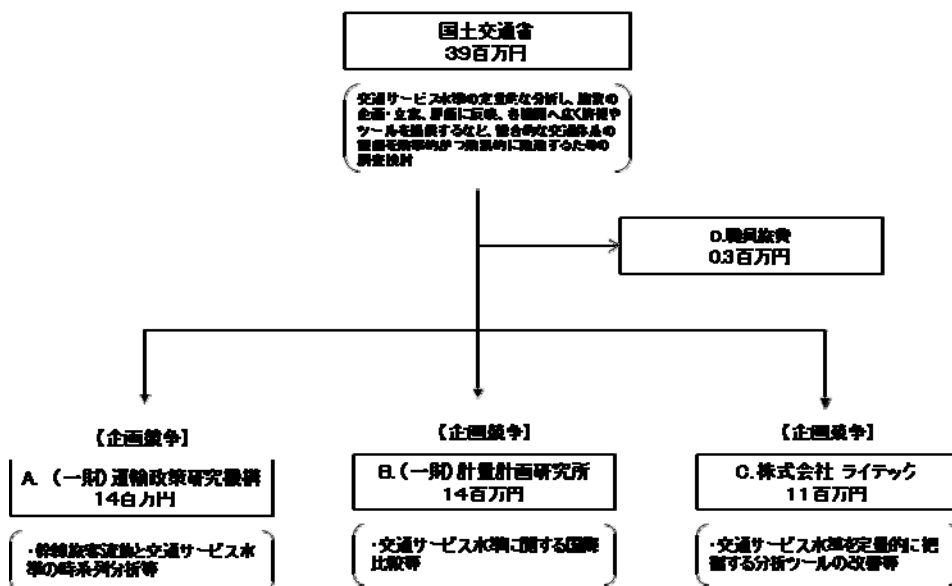 国土交通省
39百万円
交通サービス水準の定量的な分析し、施策の
企画・立案、評価に反映、各機関へ広く情報や
ツールを提供するなど、総合的な交通体系の
整備を効率的かつ効果的に推進するための
調査検討
D.職員旅費
0.3百万円
【企画競争】
A. (一財)運輸政策研究機構
14百万円
・幹線旅客流動と交通サービス水
準の時系列分析等
【企画競争】
B.(一財)計量計画研究所
14百万円
・交通サービス水準に関する国際
比較等
【企画競争】
C.株式会社 ライテック
11百万円
・交通サービス水準を定量的に把
握する分析ツールの改善等